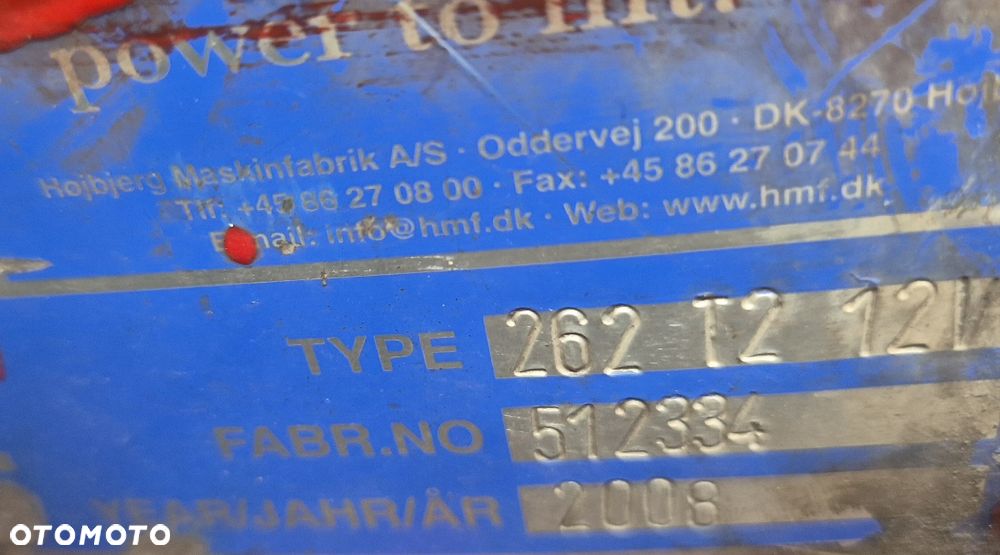 power to lift.
Hojbjerg Maskinfabrik A/S · Oddervej 200 · DK-8270
Tlf: +45 86 27 08 00 · Fax: +45 86 27 07 44
E-mail: info@hmf.dk · Web: www.hmf.dk
TYPE 262 T2 12V
FABR.NO 512334
YEAR/JAHR/ÅR 2008
OTOMOTO